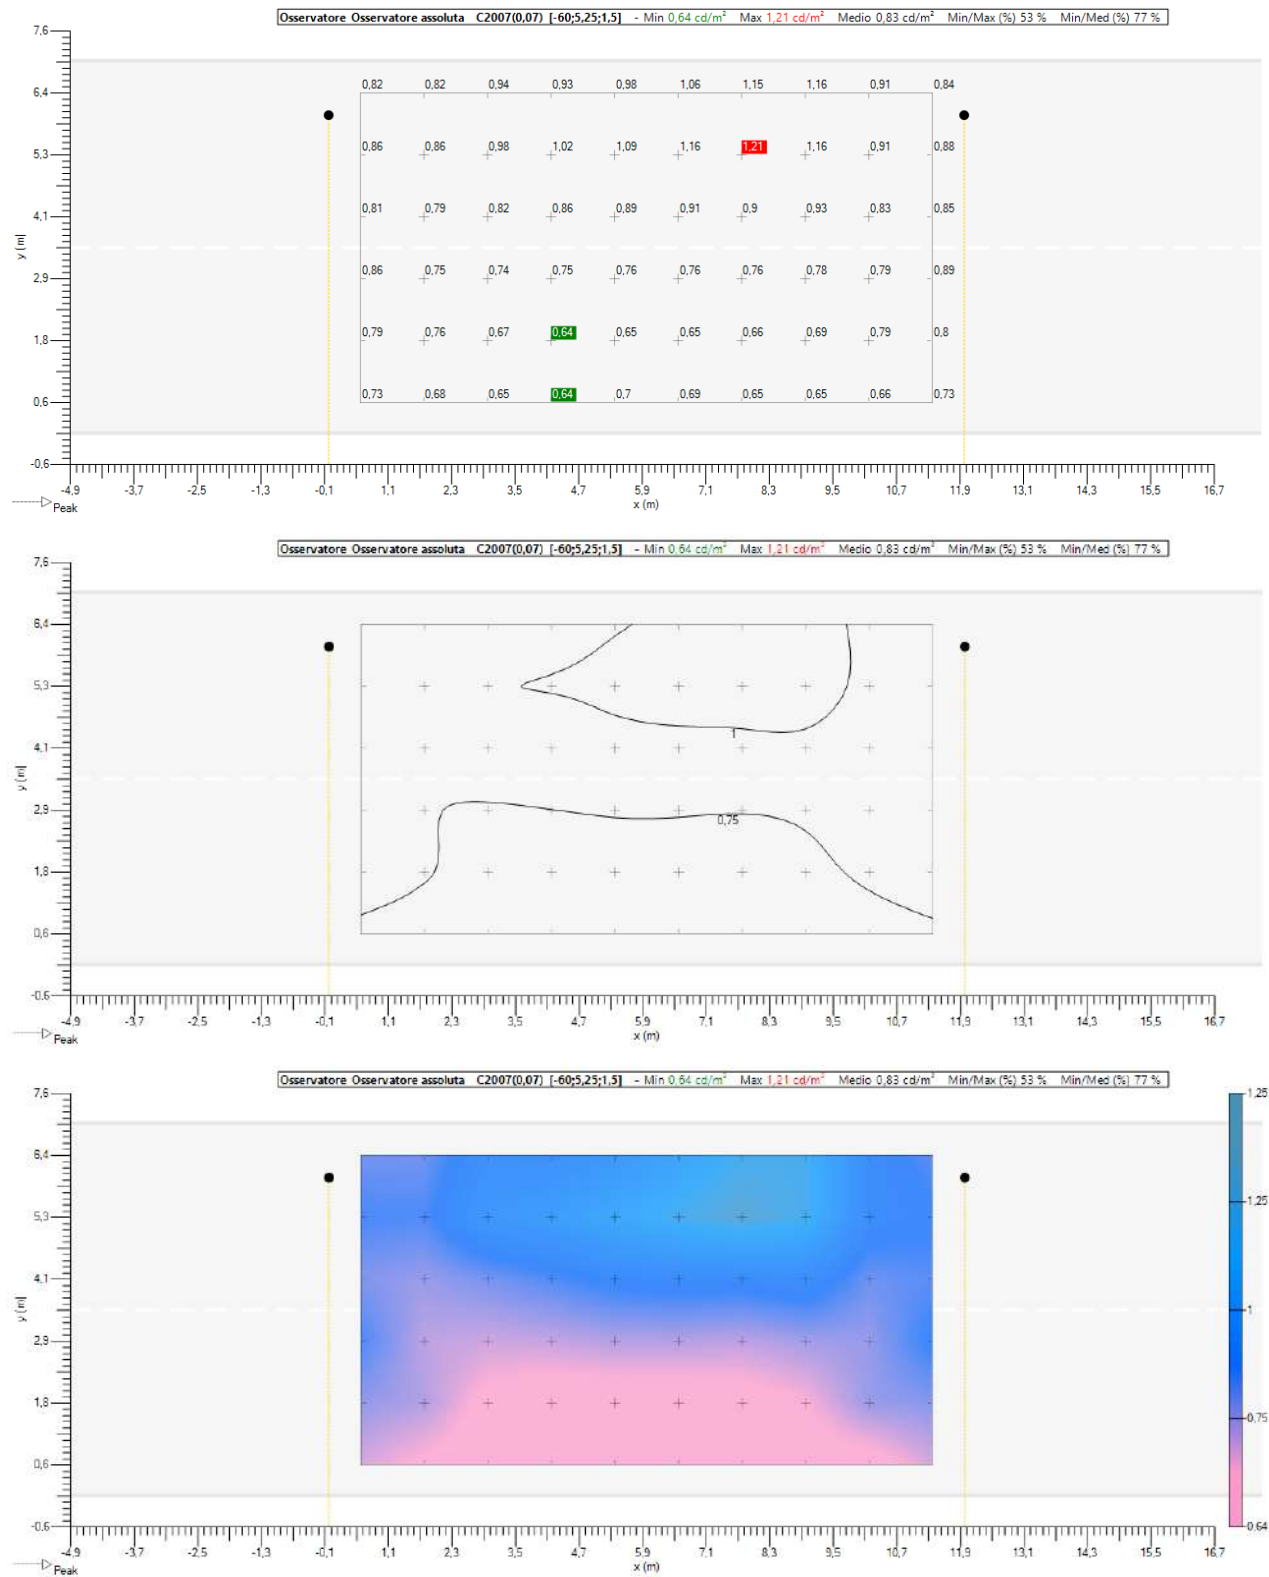 Osservatore Osservatore assoluta C2007(0,07) [-60;5,25;1,5] - Min 0,64 cd/m² Max 1,21 cd/m² Medio 0,83 cd/m² Min/Max (%) 53 % Min/Med (%) 77 %
7,6
0,82 0,82 0,94 0,93 0,98 1,06 1,15 1,16 0,91 0,84
6,4
0,86 0,86 0,98 1,02 1,09 1,16 1,21 1,16 0,91 0,88
5,3
0,81 0,79 0,82 0,86 0,89 0,91 0,9 0,93 0,83 0,85
4,1
y (m)
0,86 0,75 0,74 0,75 0,76 0,76 0,76 0,78 0,79 0,89
2,9
0,79 0,76 0,67 0,64 0,65 0,65 0,66 0,69 0,79 0,8
1,8
0,73 0,68 0,65 0,64 0,7 0,69 0,65 0,65 0,66 0,73
0,6
-0,6
-4,9 -3,7 -2,5 -1,3 -0,1 1,1 2,3 3,5 4,7 5,9 7,1 8,3 9,5 10,7 11,9 13,1 14,3 15,5 16,7
Peak x (m)
Osservatore Osservatore assoluta C2007(0,07) [-60;5,25;1,5] - Min 0,64 cd/m² Max 1,21 cd/m² Medio 0,83 cd/m² Min/Max (%) 53 % Min/Med (%) 77 %
7,6
6,4
5,3
1
4,1
y (m)
2,9
0,75
1,8
0,6
-0,6
-4,9 -3,7 -2,5 -1,3 -0,1 1,1 2,3 3,5 4,7 5,9 7,1 8,3 9,5 10,7 11,9 13,1 14,3 15,5 16,7
Peak x (m)
Osservatore Osservatore assoluta C2007(0,07) [-60;5,25;1,5] - Min 0,64 cd/m² Max 1,21 cd/m² Medio 0,83 cd/m² Min/Max (%) 53 % Min/Med (%) 77 %
7,6 1,25
6,4
1,25
5,3
4,1
y (m) 1
2,9
1,8
0,75
0,6
-0,6 0,64
-4,9 -3,7 -2,5 -1,3 -0,1 1,1 2,3 3,5 4,7 5,9 7,1 8,3 9,5 10,7 11,9 13,1 14,3 15,5 16,7
Peak x (m)